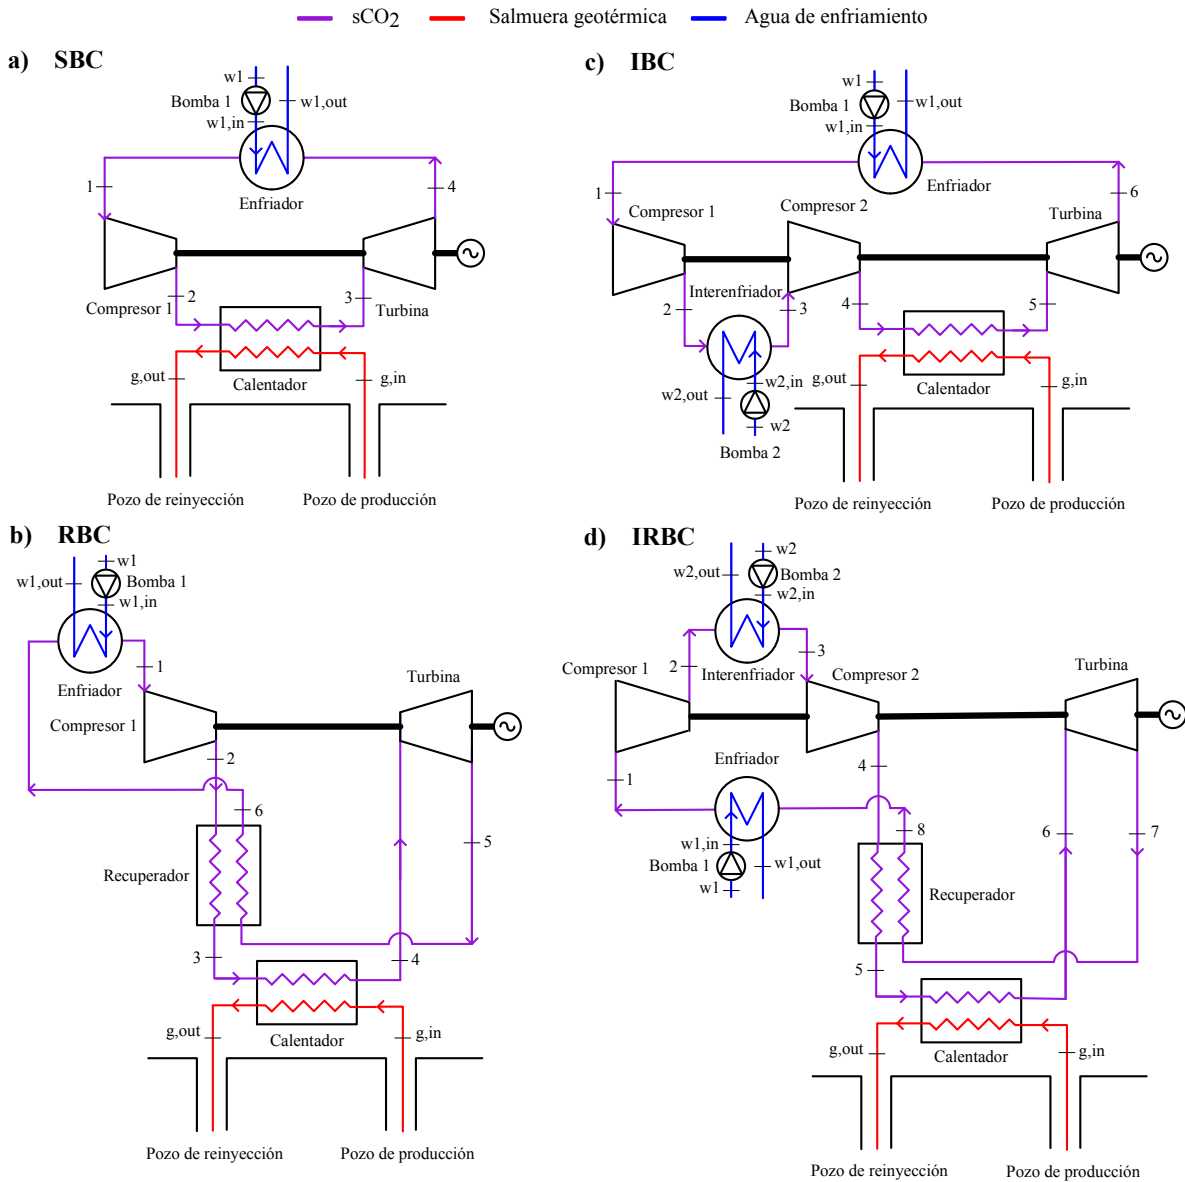 sCO2 Salmuera geotérmica Agua de enfriamiento
a) SBC
w1
Bomba 1
w1,out
w1,in
Enfriador
1
4
2
3
Compresor 1
Turbina
g,out
g,in
Calentador
Pozo de reinyección
Pozo de producción
c) IBC
w1
Bomba 1
w1,out
w1,in
Enfriador
1
6
Compresor 1
Compresor 2
Turbina
Interenfriador
2
3
4
5
w2,in
w2,out
w2
Bomba 2
g,out
g,in
Calentador
Pozo de reinyección
Pozo de producción
b) RBC
w1
w1,out
Bomba 1
w1,in
1
Enfriador
Compresor 1
Turbina
2
6
5
Recuperador
3
4
g,out
g,in
Calentador
Pozo de reinyección
Pozo de producción
d) IRBC
w2
w2,out
Bomba 2
w2,in
Compresor 1
2
3
Interenfriador
Compresor 2
Turbina
Enfriador
1
4
w1,in
Bomba 1
w1,out
w1
8
6
7
Recuperador
5
g,out
g,in
Calentador
Pozo de reinyección
Pozo de producción